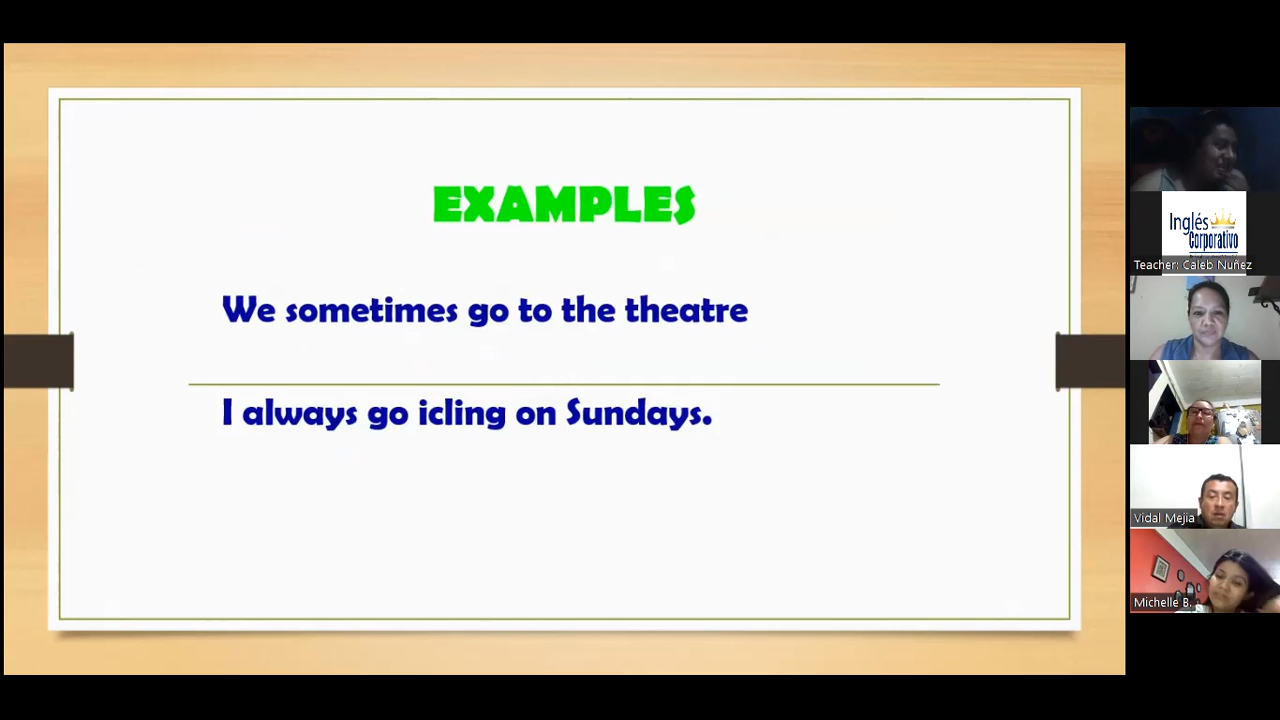 EXAMPLES
We sometimes go to the theatre
I always go icling on Sundays.
Inglés
Corporativo
Teacher: Caleb Nuñez
Vidal Mejia
Michelle B.